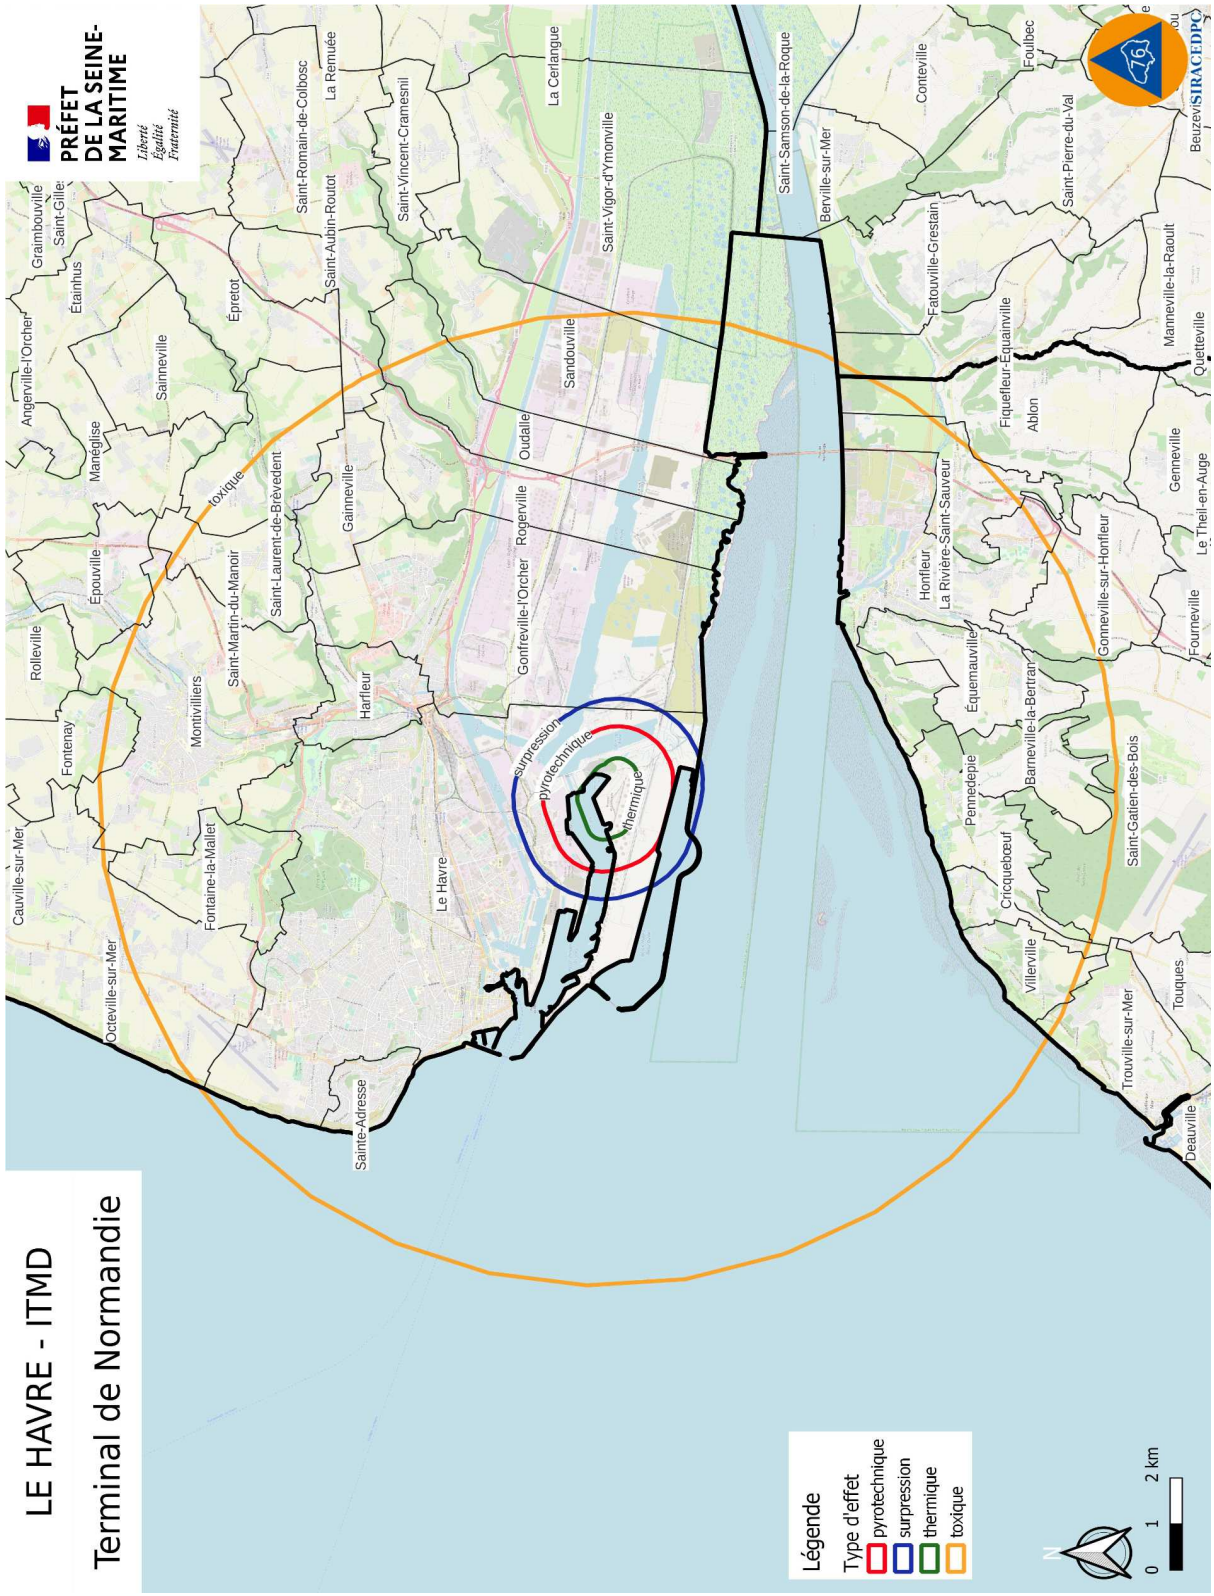 LE HAVRE - ITMD
Terminal de Normandie
PRÉFET
DE LA SEINE-
MARITIME
Liberté
Égalité
Fraternité
Cauville-sur-Mer
Fontenay
Rolleville
Épouville
Manéglise
Angerville-l'Orcher
Graimbouville
Saint-Gilles
Étainhus
Sainneville
Épretot
Saint-Romain-de-Colbosc
La Remuée
Saint-Aubin-Routot
Saint-Vincent-Cramesnil
La Cerlangue
Octeville-sur-Mer
Fontaine-la-Mallet
Montivilliers
Saint-Martin-du-Manoir
toxique
Saint-Laurent-de-Brèvedent
Gainneville
Harfleur
Sainte-Adresse
Le Havre
Gonfreville-l'Orcher
Rogerville
Oudalle
Sandouville
Saint-Vigor-d'Ymonville
surpression
pyrotechnique
thermique
Saint-Samson-de-la-Roque
Berville-sur-Mer
Conteville
Foulbec
Saint-Pierre-du-Val
Fatouville-Grestain
Fiquefleur-Équainville
Manneville-la-Raoult
Beuzevi
Quetteville
Ablon
Genneville
Le Theil-en-Auge
La Rivière-Saint-Sauveur
Honfleur
Gonneville-sur-Honfleur
Fourneville
Équemauville
Barneville-la-Bertran
Pennedepie
Saint-Gatien-des-Bois
Cricquebœuf
Villerville
Trouville-sur-Mer
Touques
Deauville
Légende
Type d'effet
pyrotechnique
surpression
thermique
toxique
N
0 1 2 km
76
SIRACEDPC